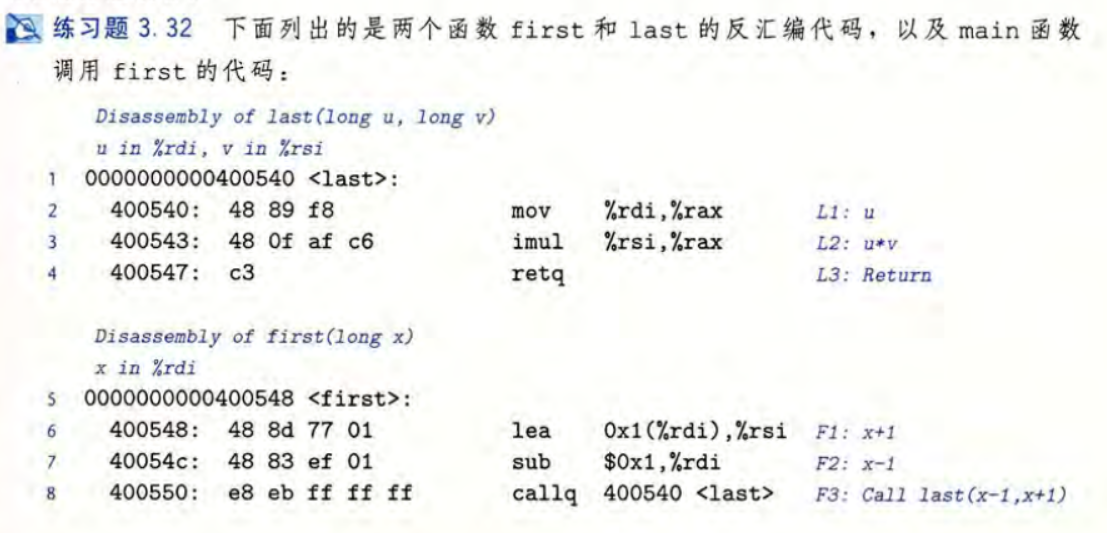 练习题 3.32 下面列出的是两个函数 first 和 last 的反汇编代码，以及 main 函数
调用 first 的代码：
Disassembly of last(long u, long v)
u in %rdi, v in %rsi
1 0000000000400540 <last>:
2 400540: 48 89 f8 mov %rdi,%rax L1: u
3 400543: 48 0f af c6 imul %rsi,%rax L2: u*v
4 400547: c3 retq L3: Return
Disassembly of first(long x)
x in %rdi
5 0000000000400548 <first>:
6 400548: 48 8d 77 01 lea 0x1(%rdi),%rsi F1: x+1
7 40054c: 48 83 ef 01 sub $0x1,%rdi F2: x-1
8 400550: e8 eb ff ff ff callq 400540 <last> F3: Call last(x-1,x+1)